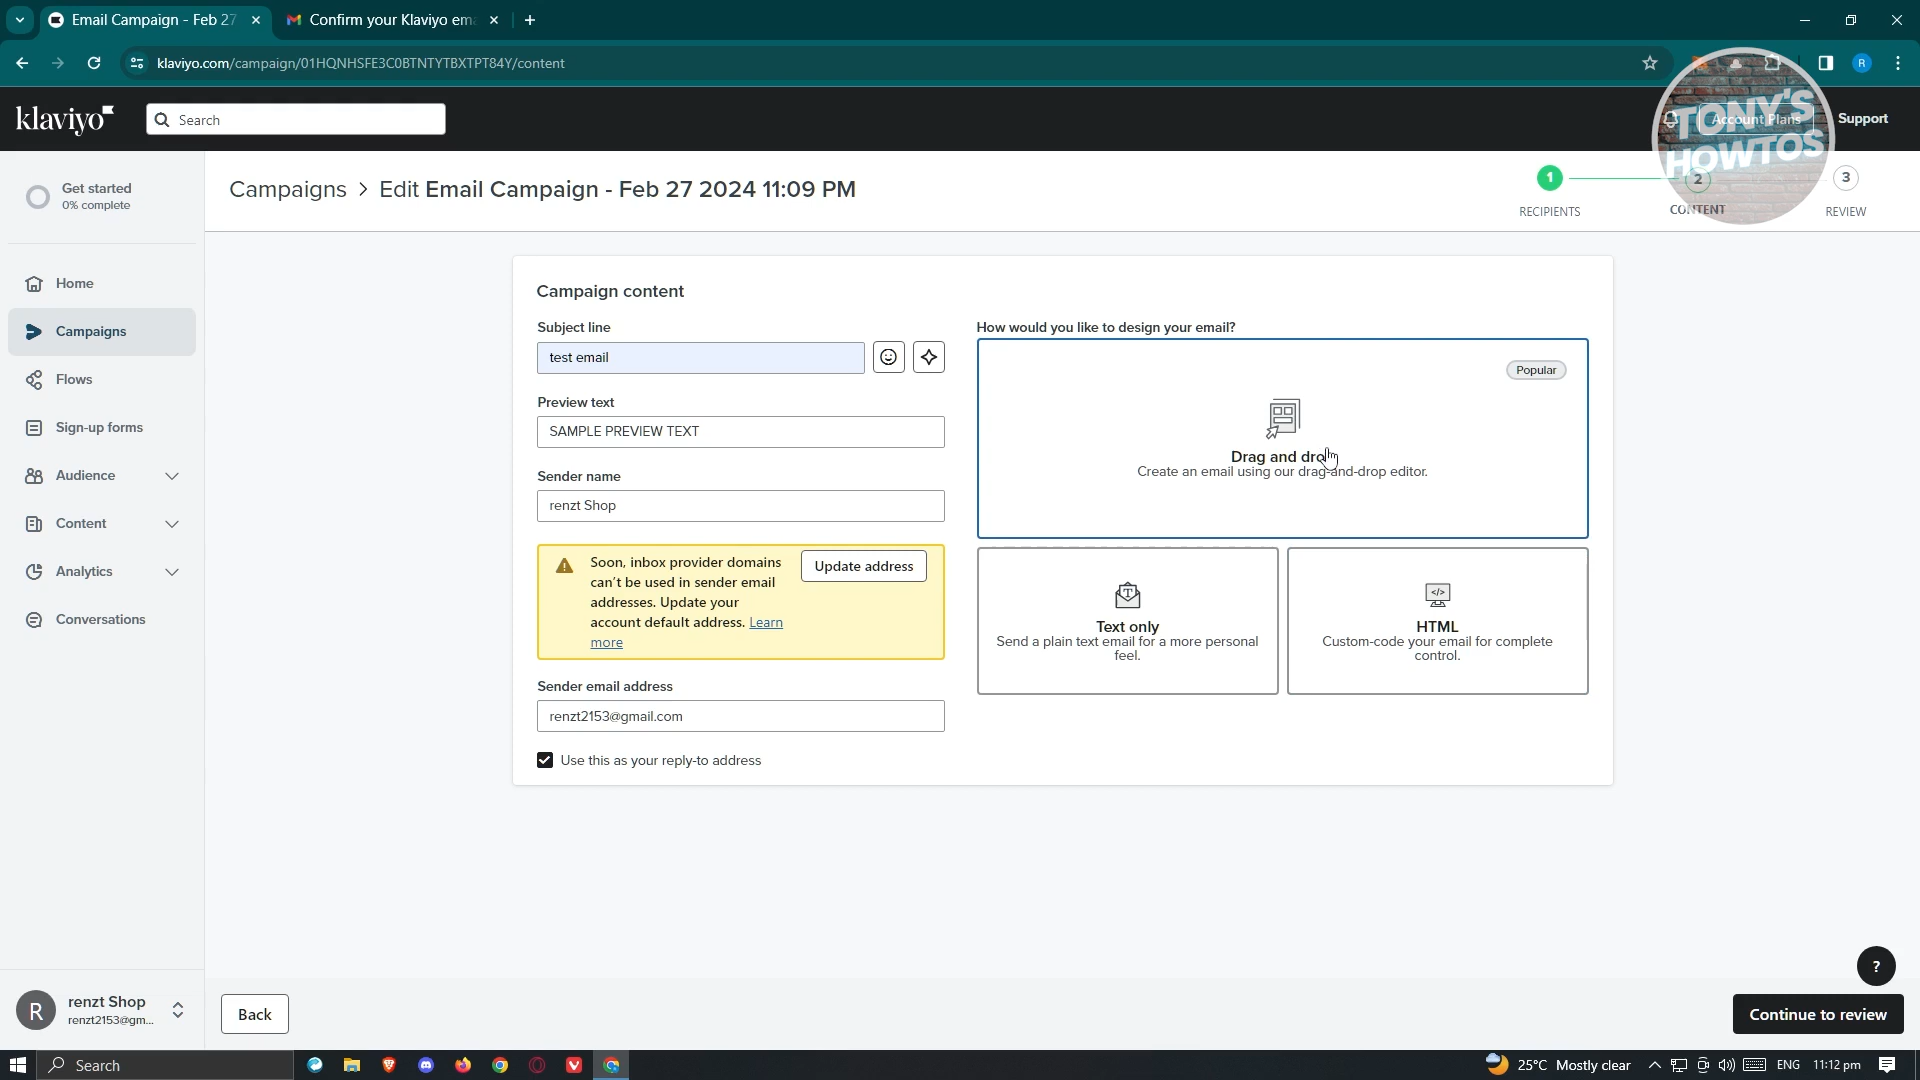 Email Campaign - Feb 27
Confirm your Klaviyo ema
klaviyo.com/campaign/01HQNHSFE3C0BTNTYTBXTPT84Y/content
R
klaviyo
Search
Account Plans
Support
TONY'S
HOWTOS
Get started
0% complete
Campaigns > Edit Email Campaign - Feb 27 2024 11:09 PM
1
2
3
RECIPIENTS
CONTENT
REVIEW
Home
Campaigns
Flows
Sign-up forms
Audience
Content
Analytics
Conversations
Campaign content
Subject line
test email
Preview text
SAMPLE PREVIEW TEXT
Sender name
renzt Shop
Soon, inbox provider domains
can't be used in sender email
addresses. Update your
account default address. Learn
more
Update address
Sender email address
renzt2153@gmail.com
Use this as your reply-to address
How would you like to design your email?
Popular
Drag and drop
Create an email using our drag-and-drop editor.
Text only
Send a plain text email for a more personal
feel.
HTML
Custom-code your email for complete
control.
?
R
renzt Shop
renzt2153@gm...
Back
Continue to review
Search
25°C Mostly clear
ENG
11:12 pm